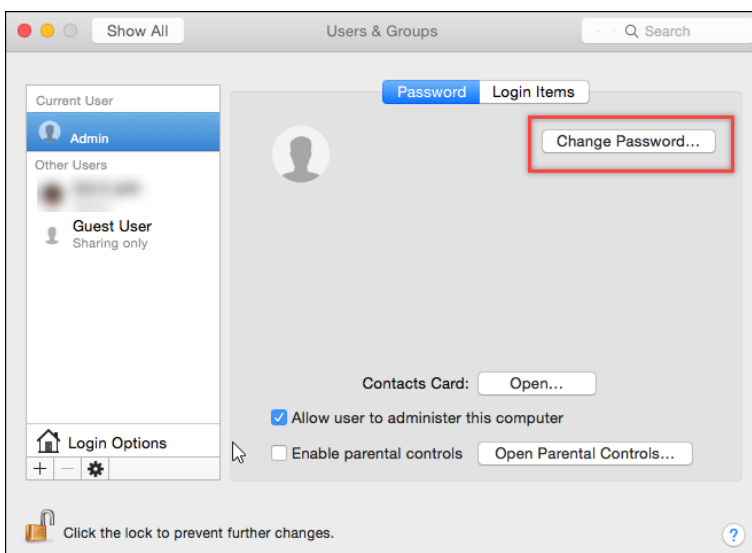 Show All
Users & Groups
Search
Current User
Admin
Other Users
Guest User
Sharing only
Login Options
+ −
Password Login Items
Change Password...
Contacts Card: Open...
Allow user to administer this computer
Enable parental controls Open Parental Controls...
Click the lock to prevent further changes.
?